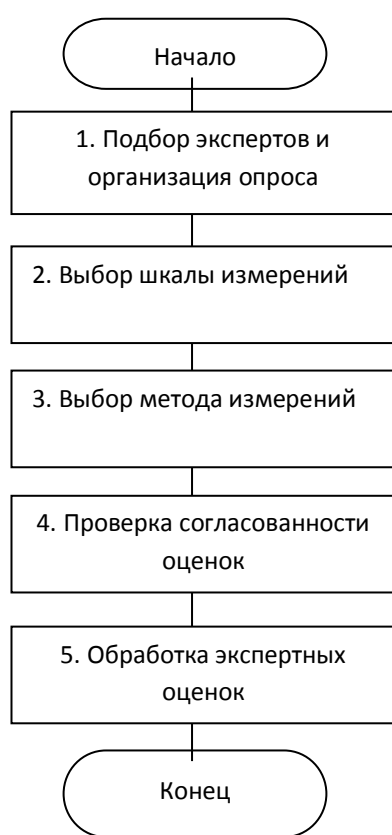 Начало
1. Подбор экспертов и
организация опроса
2. Выбор шкалы измерений
3. Выбор метода измерений
4. Проверка согласованности
оценок
5. Обработка экспертных
оценок
Конец